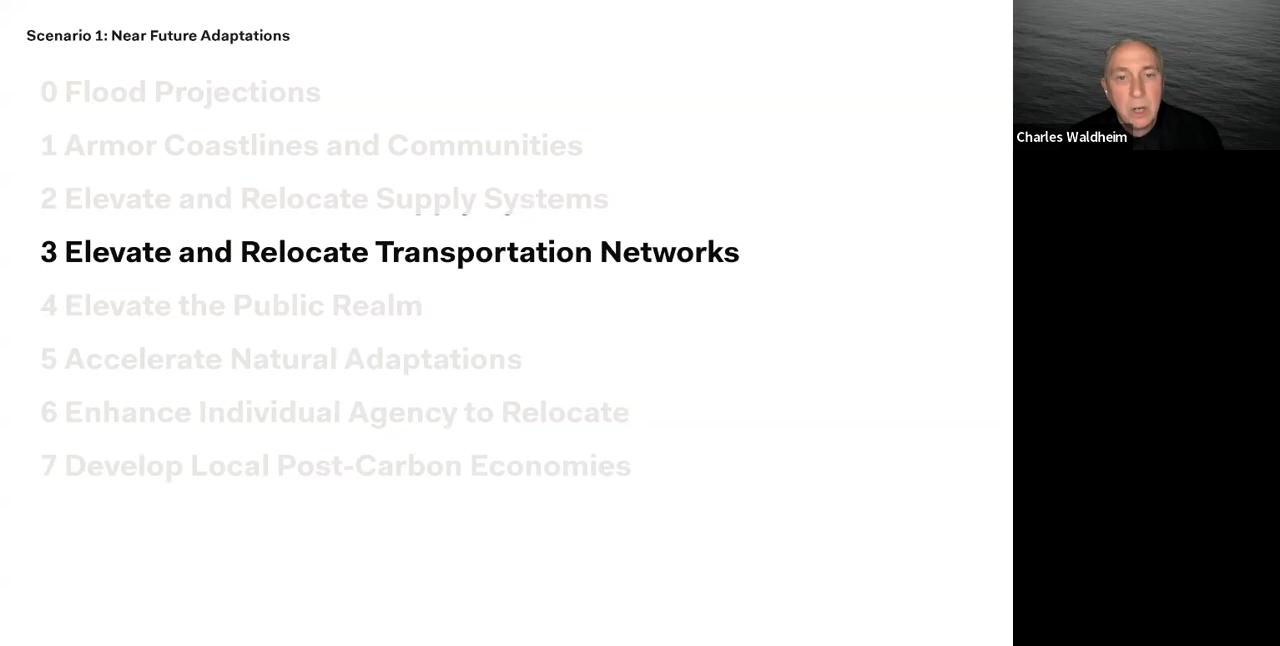 Scenario 1: Near Future Adaptations
0 Flood Projections
1 Armor Coastlines and Communities
2 Elevate and Relocate Supply Systems
3 Elevate and Relocate Transportation Networks
4 Elevate the Public Realm
5 Accelerate Natural Adaptations
6 Enhance Individual Agency to Relocate
7 Develop Local Post-Carbon Economies
Charles Waldheim